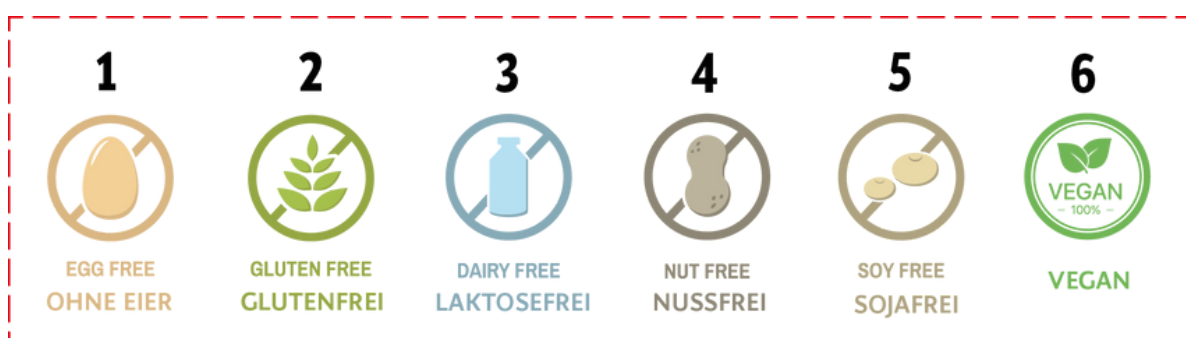 1 2 3 4 5 6
VEGAN
– 100% –
EGG FREE GLUTEN FREE DAIRY FREE NUT FREE SOY FREE VEGAN
OHNE EIER GLUTENFREI LAKTOSEFREI NUSSFREI SOJAFREI